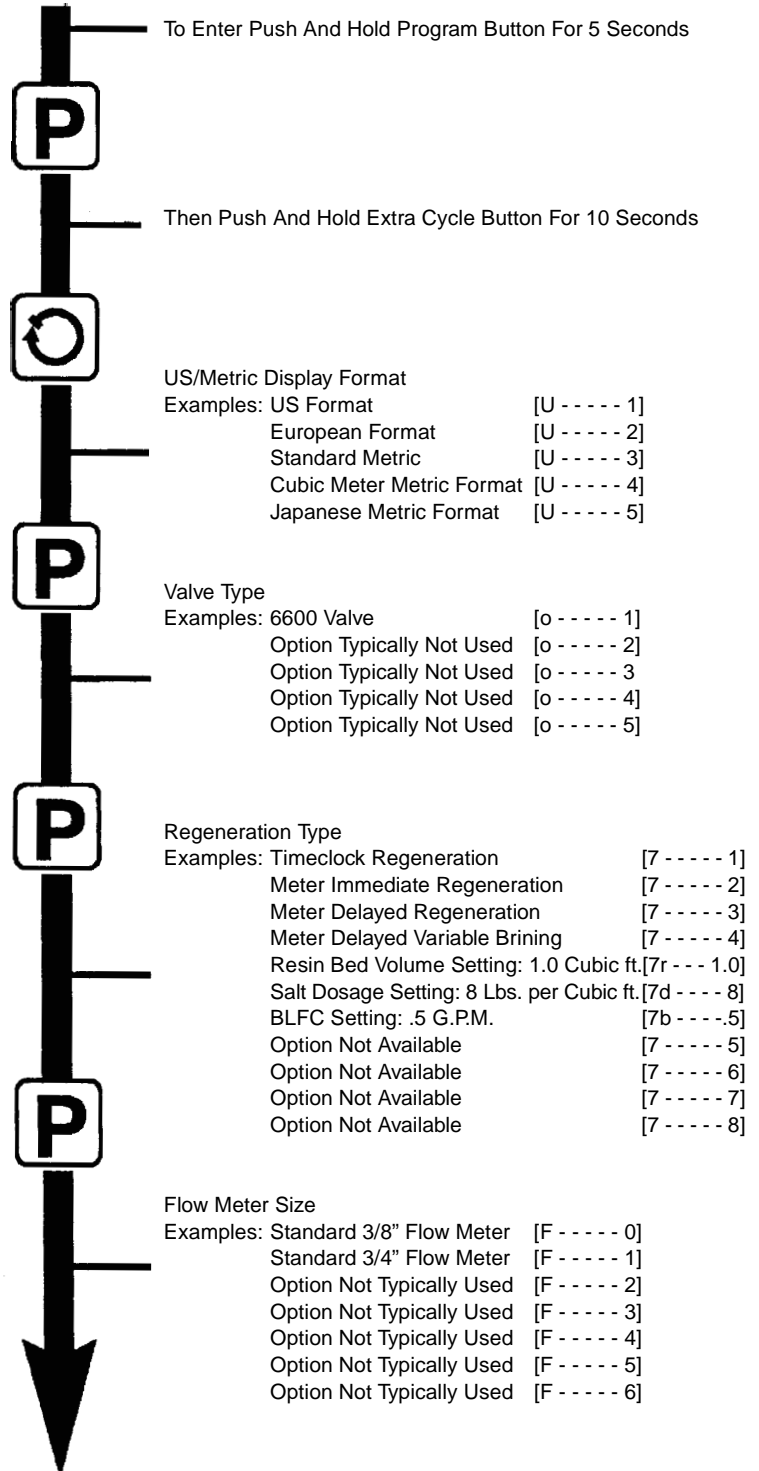 To Enter Push And Hold Program Button For 5 Seconds
P
Then Push And Hold Extra Cycle Button For 10 Seconds
US/Metric Display Format
Examples: US Format [U - - - - - 1]
European Format [U - - - - - 2]
Standard Metric [U - - - - - 3]
Cubic Meter Metric Format [U - - - - - 4]
Japanese Metric Format [U - - - - - 5]
P
Valve Type
Examples: 6600 Valve [o - - - - - 1]
Option Typically Not Used [o - - - - - 2]
Option Typically Not Used [o - - - - - 3
Option Typically Not Used [o - - - - - 4]
Option Typically Not Used [o - - - - - 5]
P
Regeneration Type
Examples: Timeclock Regeneration [7 - - - - - 1]
Meter Immediate Regeneration [7 - - - - - 2]
Meter Delayed Regeneration [7 - - - - - 3]
Meter Delayed Variable Brining [7 - - - - - 4]
Resin Bed Volume Setting: 1.0 Cubic ft.[7r - - - 1.0]
Salt Dosage Setting: 8 Lbs. per Cubic ft.[7d - - - - 8]
BLFC Setting: .5 G.P.M. [7b - - - -.5]
Option Not Available [7 - - - - - 5]
Option Not Available [7 - - - - - 6]
Option Not Available [7 - - - - - 7]
Option Not Available [7 - - - - - 8]
P
Flow Meter Size
Examples: Standard 3/8” Flow Meter [F - - - - - 0]
Standard 3/4” Flow Meter [F - - - - - 1]
Option Not Typically Used [F - - - - - 2]
Option Not Typically Used [F - - - - - 3]
Option Not Typically Used [F - - - - - 4]
Option Not Typically Used [F - - - - - 5]
Option Not Typically Used [F - - - - - 6]